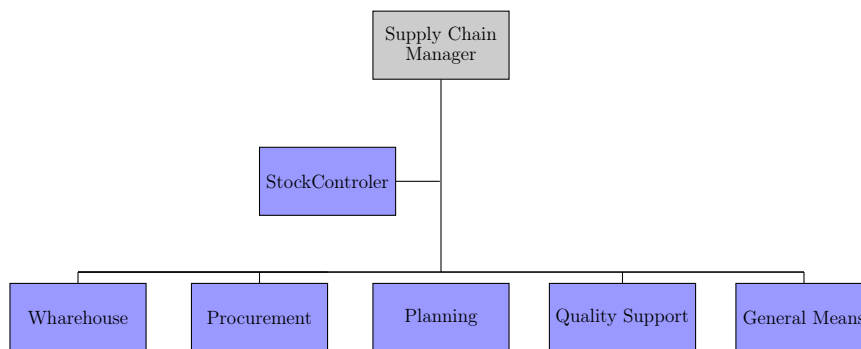 Supply Chain
Manager
StockControler
Wharehouse
Procurement
Planning
Quality Support
General Means